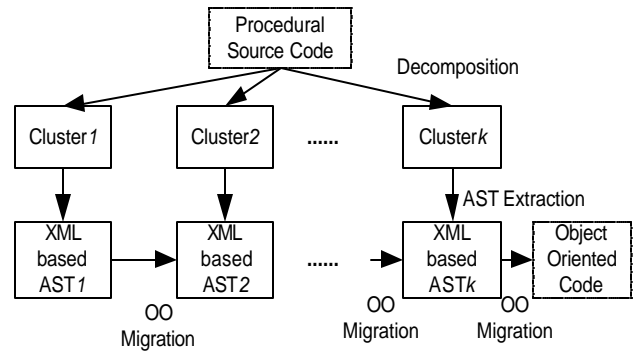 Procedural
Source Code
Decomposition
Cluster1
Cluster2
......
Clusterk
AST Extraction
XML
based
AST1
XML
based
AST2
......
XML
based
ASTk
Object
Oriented
Code
OO
Migration
OO
Migration
OO
Migration